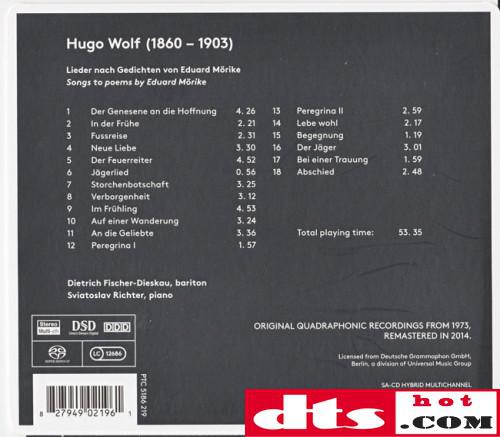 Hugo Wolf (1860 – 1903)
Lieder nach Gedichten von Eduard Mörike
Songs to poems by Eduard Mörike
1 Der Genesene an die Hoffnung 4. 26
2 In der Frühe 2. 21
3 Fussreise 2. 31
4 Neue Liebe 3. 30
5 Der Feuerreiter 4. 52
6 Jägerlied 0. 56
7 Storchenbotschaft 3. 25
8 Verborgenheit 3. 12
9 Im Frühling 4. 53
10 Auf einer Wanderung 3. 24
11 An die Geliebte 3. 36
12 Peregrina I 1. 57
13 Peregrina II 2. 59
14 Lebe wohl 2. 17
15 Begegnung 1. 19
16 Der Jäger 3. 01
17 Bei einer Trauung 1. 59
18 Abschied 2. 48
Total playing time: 53. 35
Dietrich Fischer-Dieskau, bariton
Sviatoslav Richter, piano
Stereo
Multi-ch
DSD
Direct Stream Digital
DDD
SUPER AUDIO CD
LC 12686
ORIGINAL QUADRAPHONIC RECORDINGS FROM 1973,
REMASTERED IN 2014.
Licensed from Deutsche Grammophon GmbH,
Berlin, a division of Universal Music Group
SA-CD HYBRID MULTICHANNEL
PTC 5186 219
8 27949 02196 1
dts
hot
.COM